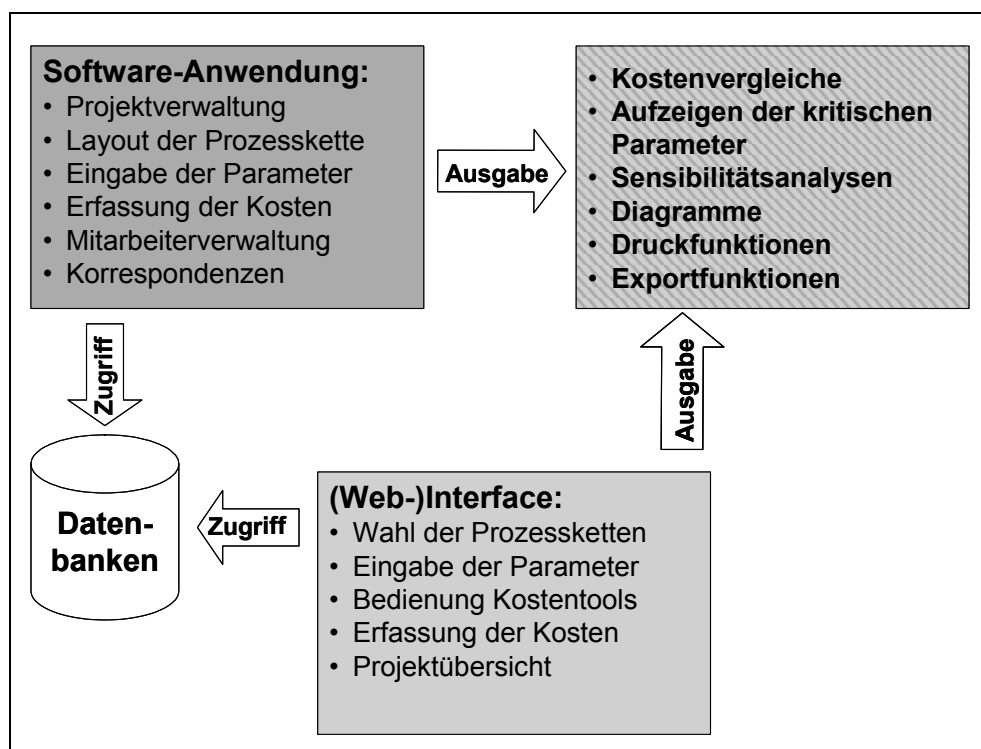 Software-Anwendung:
• Projektverwaltung
• Layout der Prozesskette
• Eingabe der Parameter
• Erfassung der Kosten
• Mitarbeiterverwaltung
• Korrespondenzen
Ausgabe
• Kostenvergleiche
• Aufzeigen der kritischen
Parameter
• Sensibilitätsanalysen
• Diagramme
• Druckfunktionen
• Exportfunktionen
Zugriff
Ausgabe
Daten-
banken
Zugriff
(Web-)Interface:
• Wahl der Prozessketten
• Eingabe der Parameter
• Bedienung Kostentools
• Erfassung der Kosten
• Projektübersicht